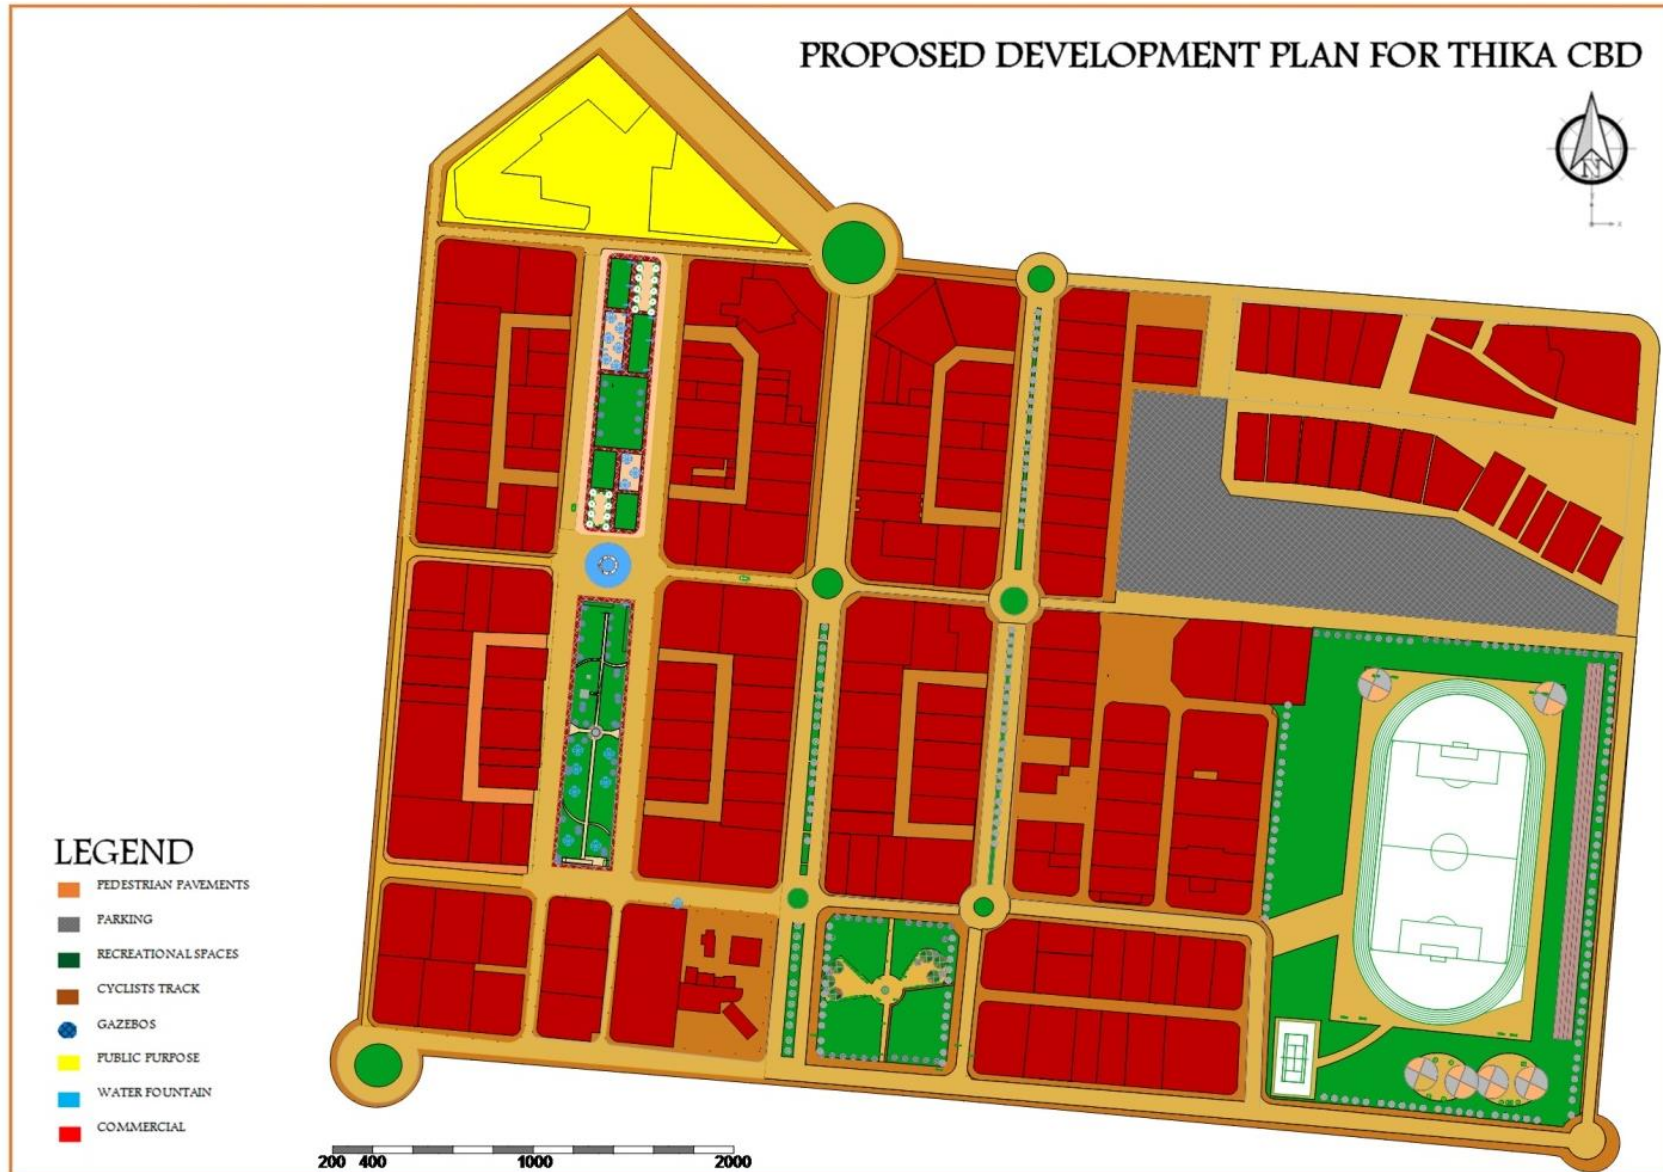 PROPOSED DEVELOPMENT PLAN FOR THIKA CBD
N
LEGEND
PEDESTRIAN PAVEMENTS
PARKING
RECREATIONAL SPACES
CYCLISTS TRACK
GAZEBOS
PUBLIC PURPOSE
WATER FOUNTAIN
COMMERCIAL
200 400 1000 2000